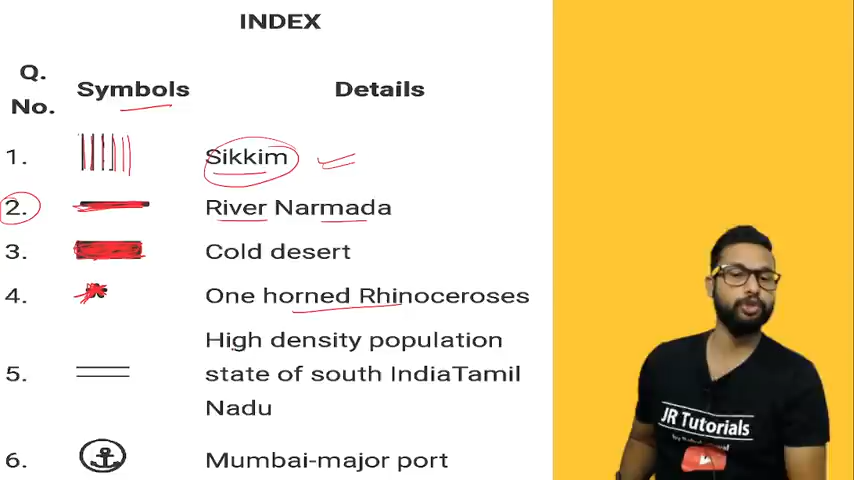 INDEX
Q.
No.
Symbols
Details
1.
Sikkim
2.
River Narmada
3.
Cold desert
4.
One horned Rhinoceroses
5.
High density population
state of south IndiaTamil
Nadu
6.
Mumbai-major port
JR Tutorials